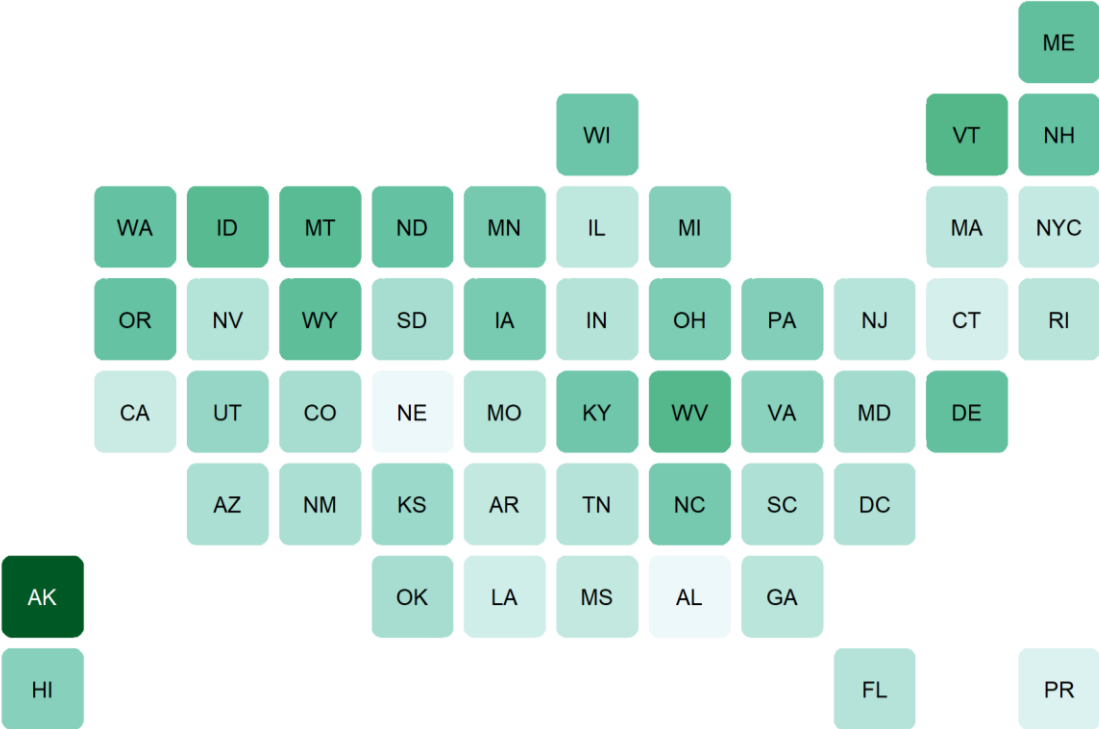 ME
WI VT NH
WA ID MT ND MN IL MI MA NYC
OR NV WY SD IA IN OH PA NJ CT RI
CA UT CO NE MO KY WV VA MD DE
AZ NM KS AR TN NC SC DC
AK OK LA MS AL GA
HI FL PR